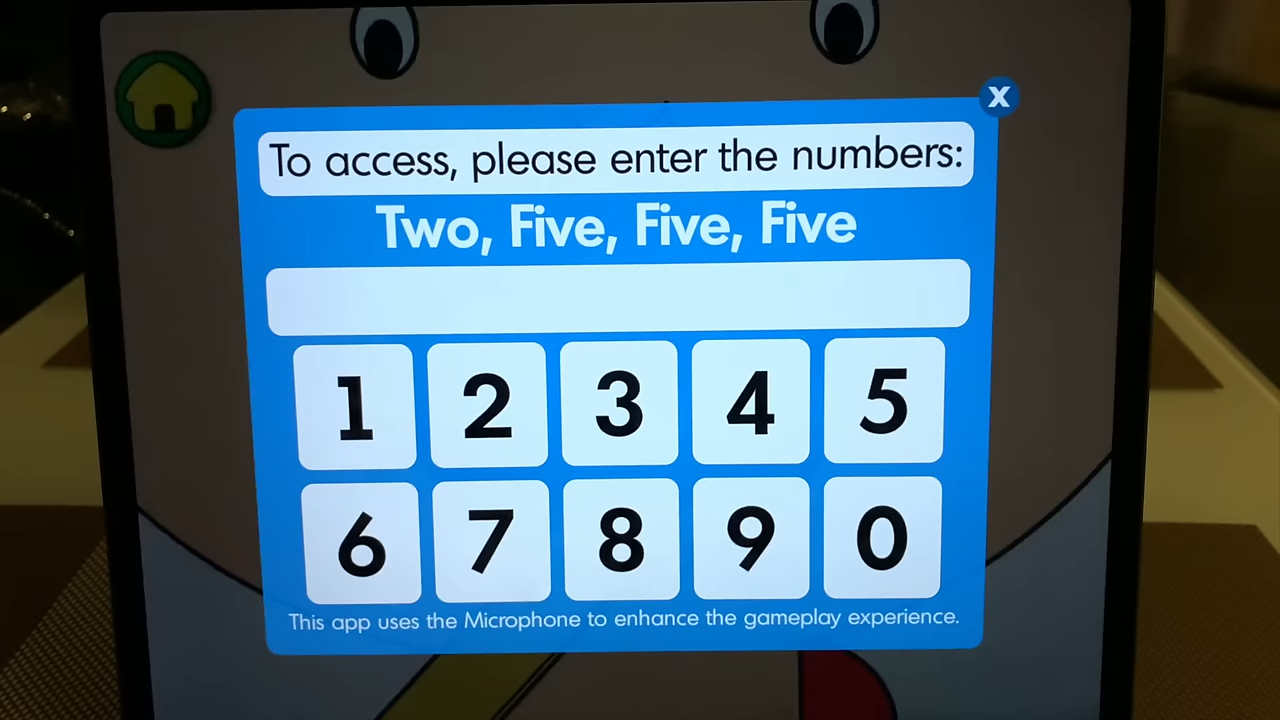 X
To access, please enter the numbers:
Two, Five, Five, Five
1 2 3 4 5
6 7 8 9 0
This app uses the Microphone to enhance the gameplay experience.